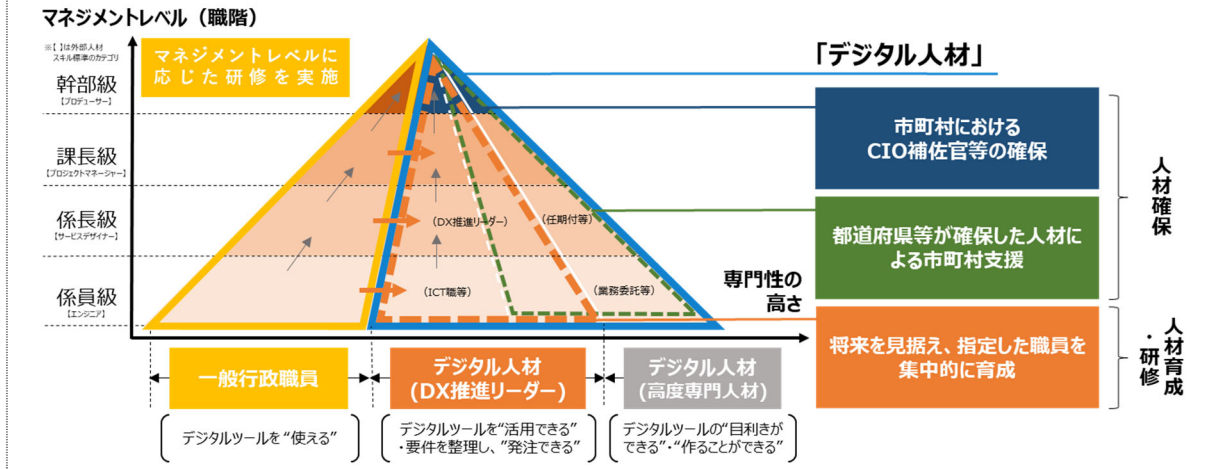 マネジメントレベル（職階）
※【 】は外部人材
スキル標準のカテゴリ
マネジメントレベルに
応じた研修を実施
「デジタル人材」
幹部級
【プロデューサー】
課長級
【プロジェクトマネージャー】
係長級
【サービスデザイナー】
係員級
【エンジニア】
（DX推進リーダー）
（任期付等）
（ICT職等）
（業務委託等）
専門性の
高さ
市町村における
CIO補佐官等の確保
都道府県等が確保した人材に
よる市町村支援
将来を見据え、指定した職員を
集中的に育成
人材確保
人材育成
・研修
一般行政職員
デジタル人材
(DX推進リーダー)
デジタル人材
(高度専門人材)
デジタルツールを“使える”
デジタルツールを“活用できる”
・要件を整理し、”発注できる”
デジタルツールの“目利きが
できる”・“作ることができる”